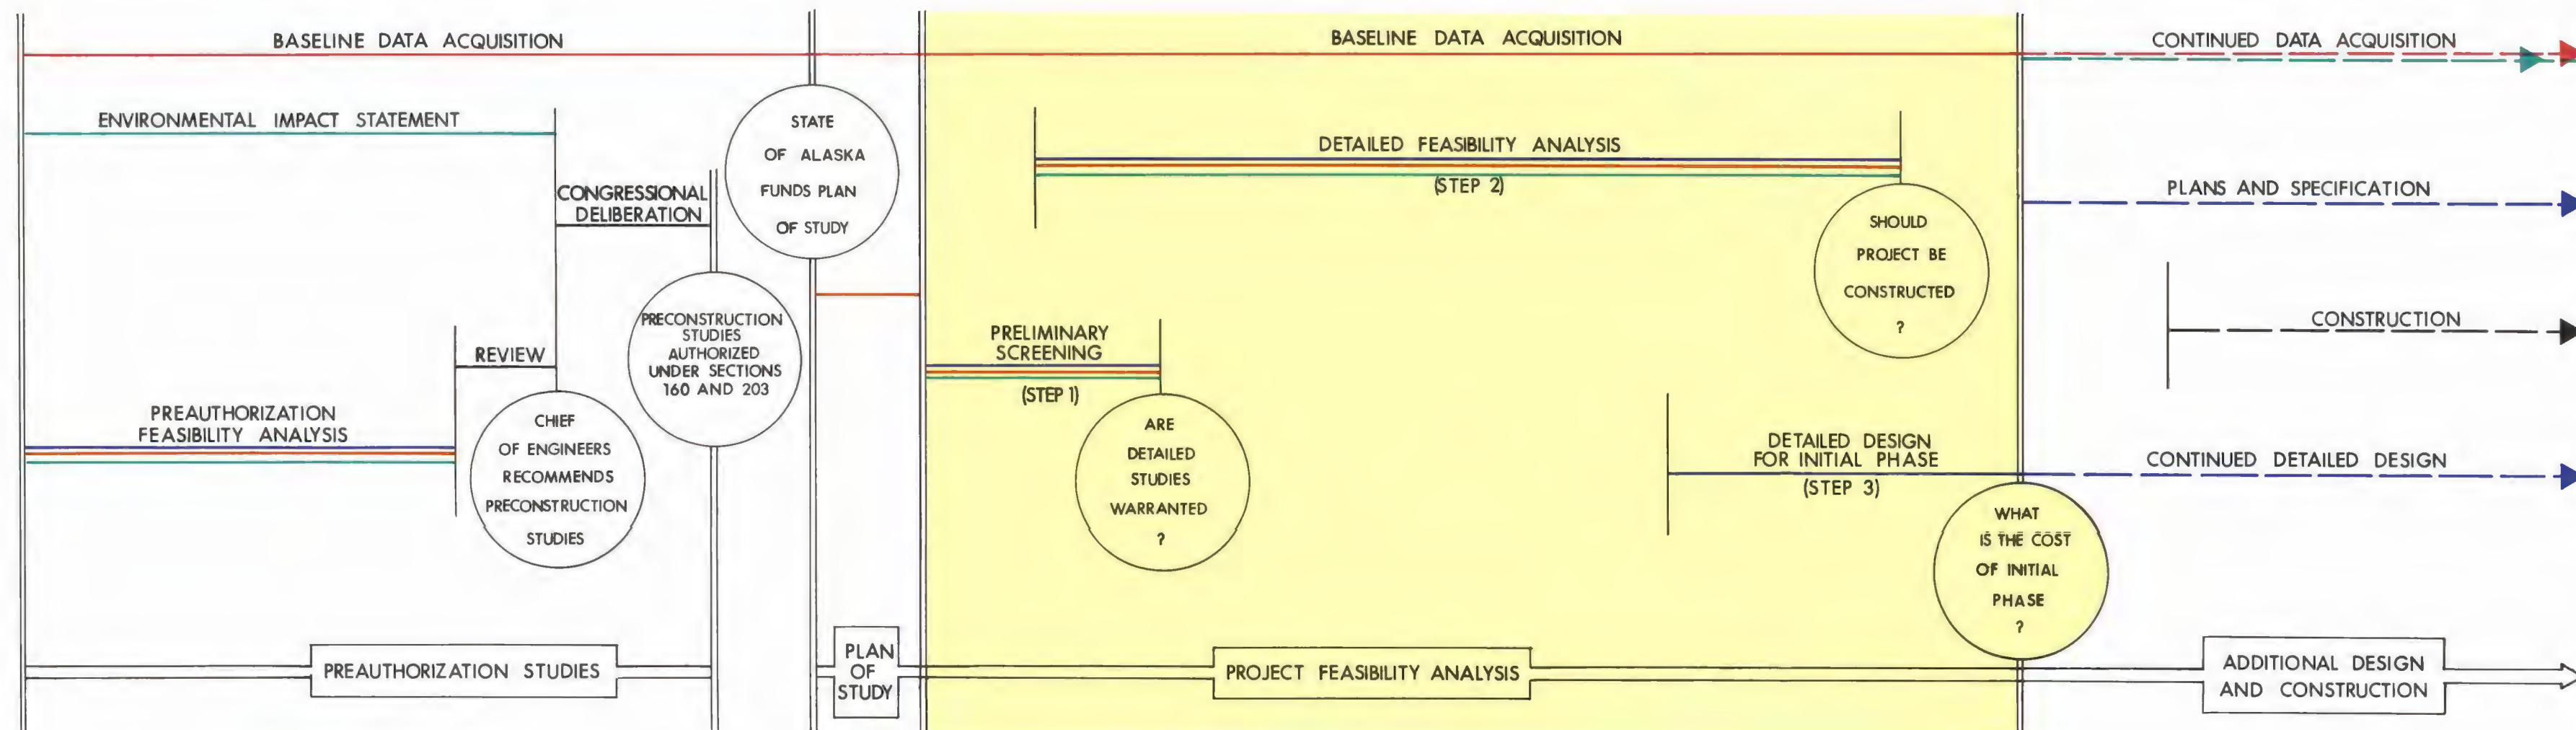 BASELINE DATA ACQUISITION
ENVIRONMENTAL IMPACT STATEMENT
CONGRESSIONAL
DELIBERATION
REVIEW
PREAUTHORIZATION
FEASIBILITY ANALYSIS
CHIEF
OF ENGINEERS
RECOMMENDS
PRECONSTRUCTION
STUDIES
PRECONSTRUCTION
STUDIES
AUTHORIZED
UNDER SECTIONS
160 AND 203
STATE
OF ALASKA
FUNDS PLAN
OF STUDY
PREAUTHORIZATION STUDIES
PLAN
OF
STUDY
BASELINE DATA ACQUISITION
DETAILED FEASIBILITY ANALYSIS
(STEP 2)
SHOULD
PROJECT BE
CONSTRUCTED
?
PRELIMINARY
SCREENING
(STEP 1)
ARE
DETAILED
STUDIES
WARRANTED
?
DETAILED DESIGN
FOR INITIAL PHASE
(STEP 3)
WHAT
IS THE COST
OF INITIAL
PHASE
?
PROJECT FEASIBILITY ANALYSIS
CONTINUED DATA ACQUISITION
PLANS AND SPECIFICATION
CONSTRUCTION
CONTINUED DETAILED DESIGN
ADDITIONAL DESIGN
AND CONSTRUCTION